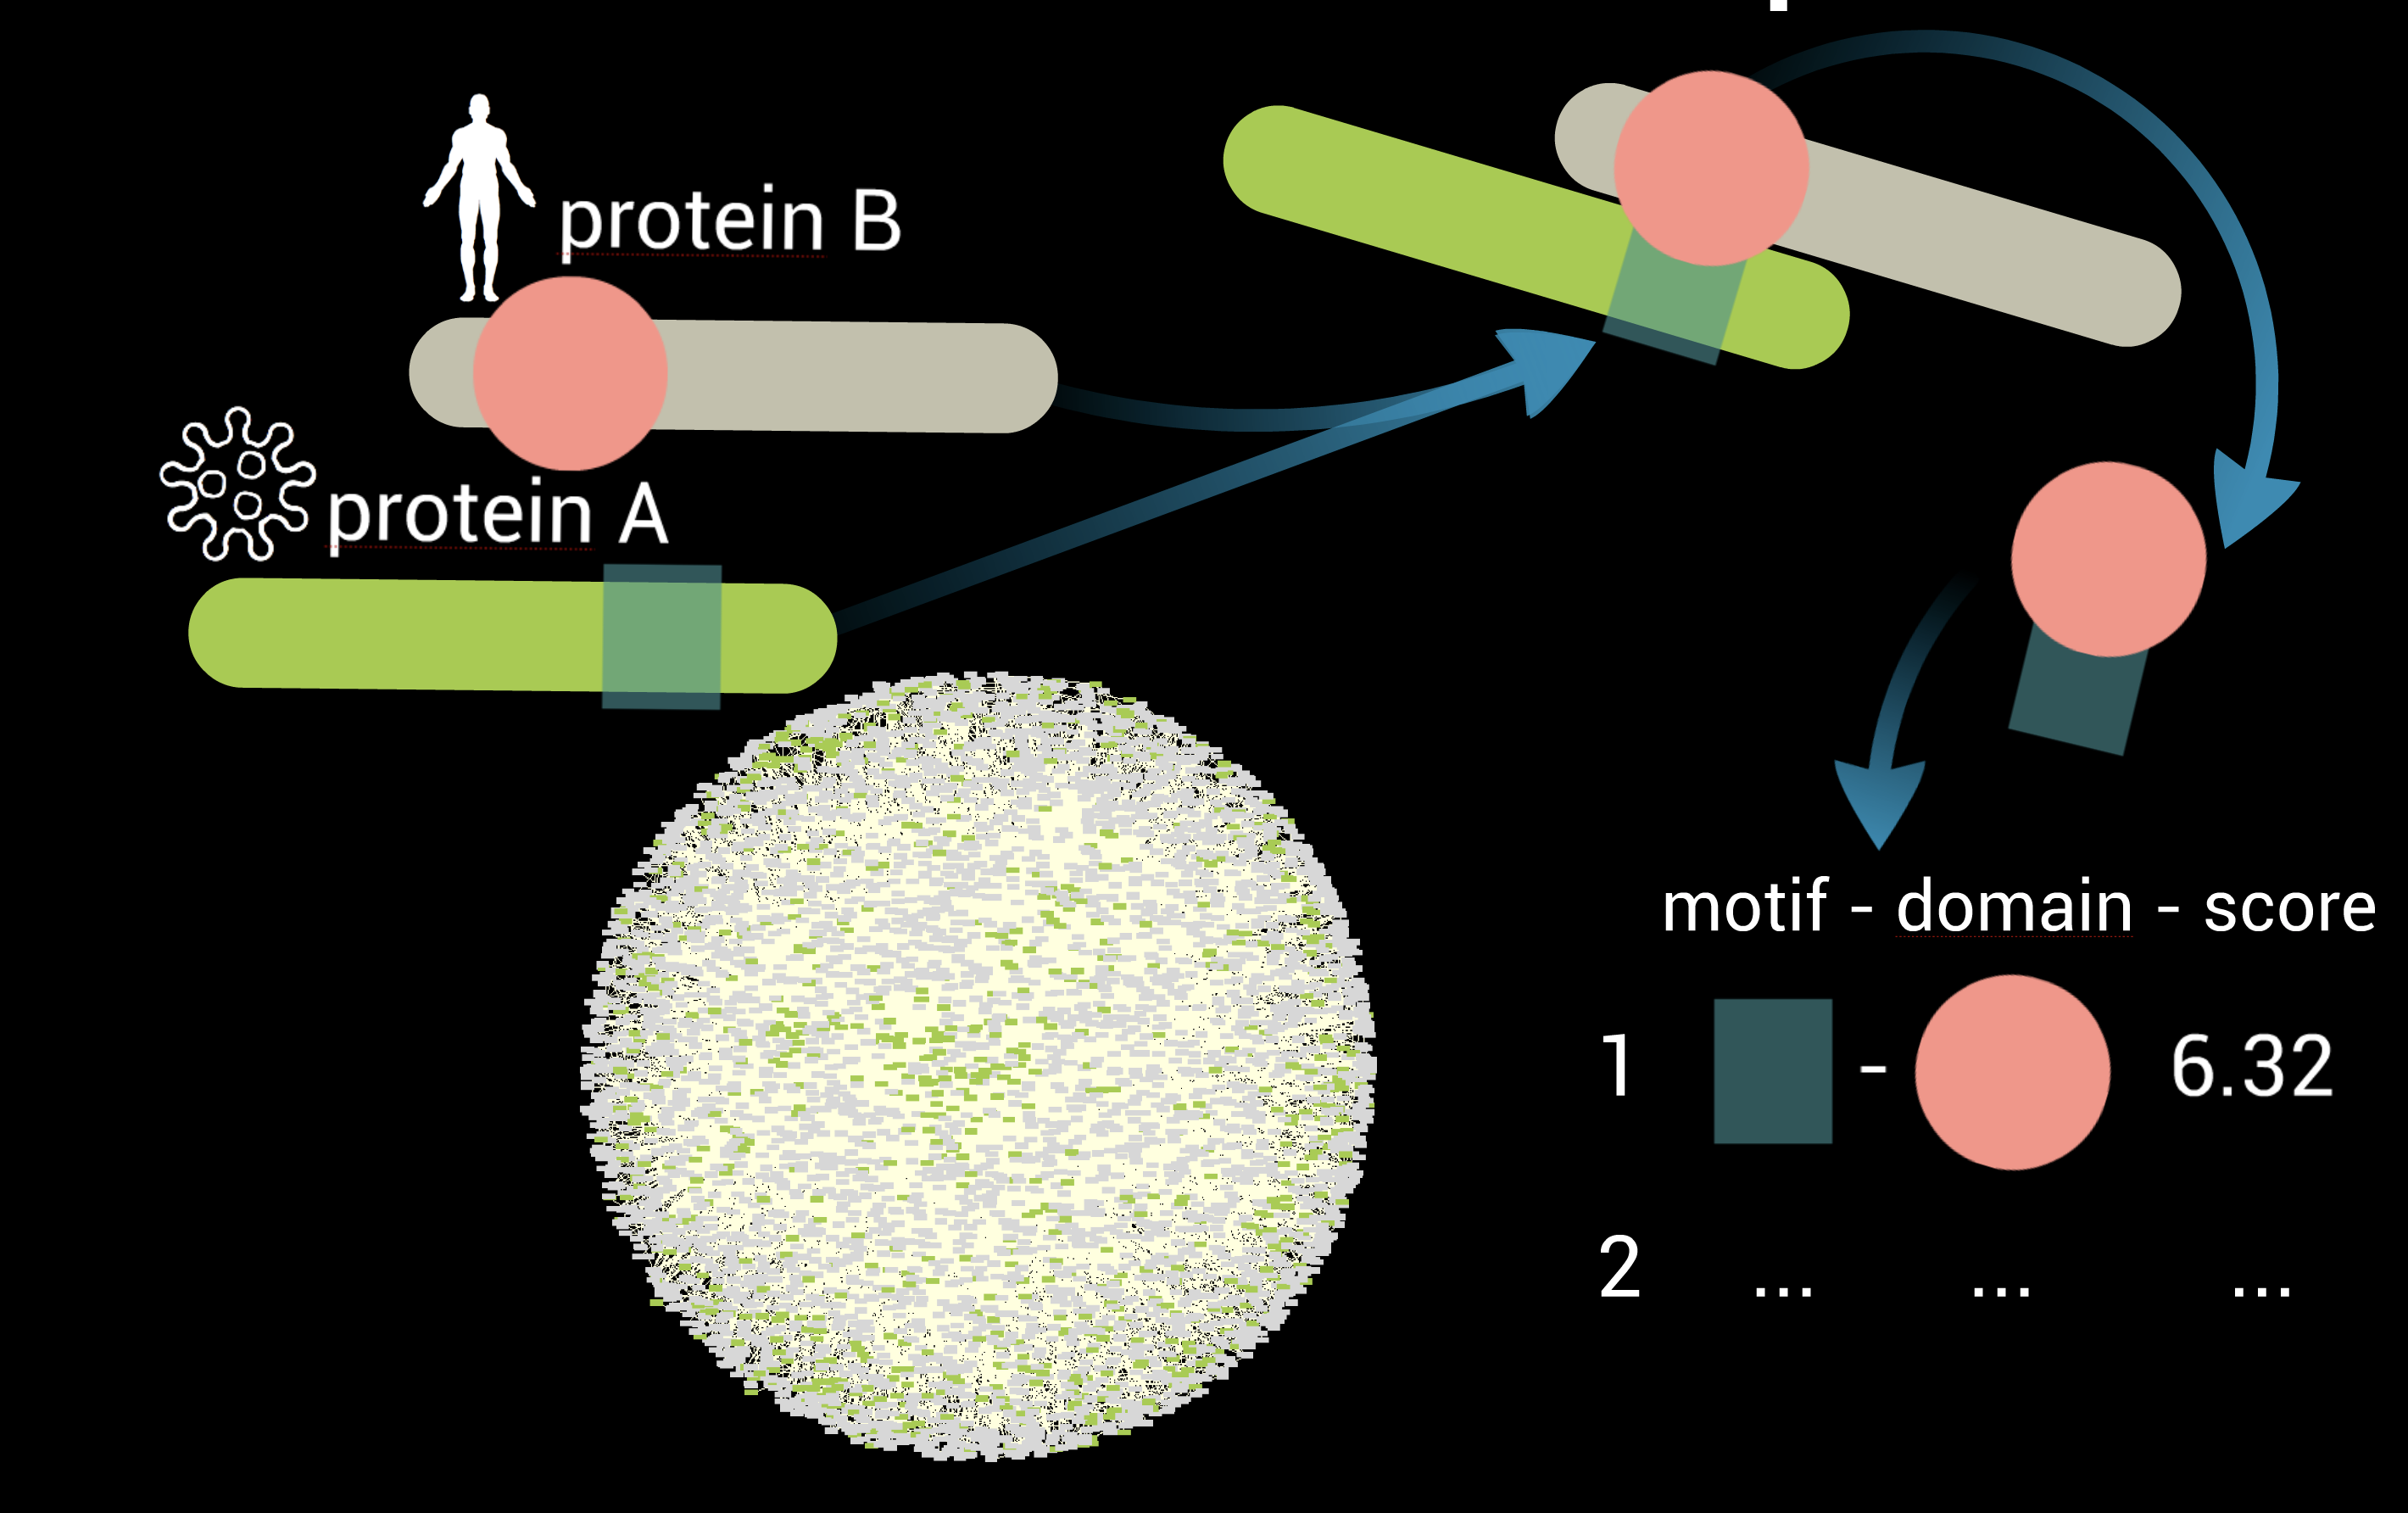 protein B
protein A
motif - domain - score
1 - 6.32
2 ... ... ...